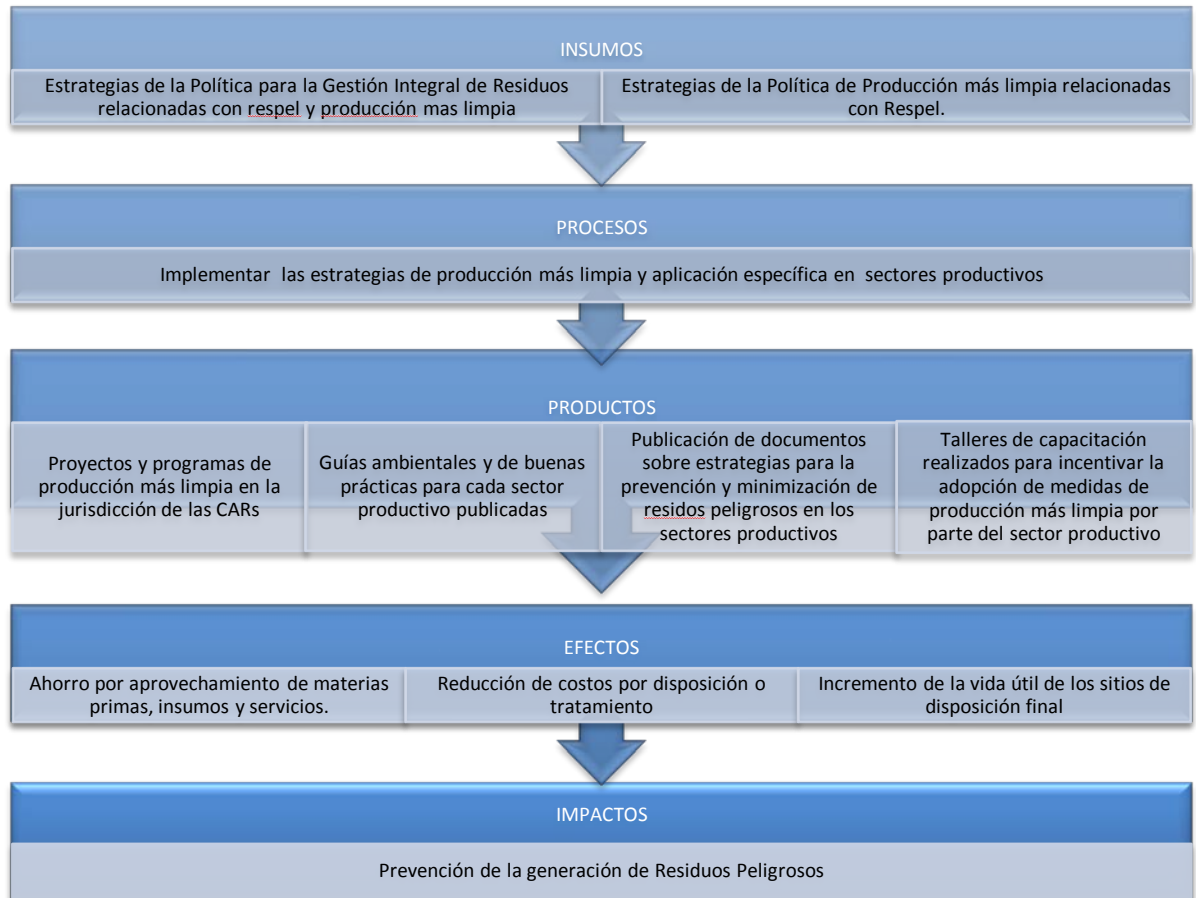 INSUMOS
Estrategias de la Política para la Gestión Integral de Residuos
relacionadas con respel y producción mas limpia
Estrategias de la Política de Producción más limpia relacionadas
con Respel.
PROCESOS
Implementar las estrategias de producción más limpia y aplicación específica en sectores productivos
PRODUCTOS
Proyectos y programas de
producción más limpia en la
jurisdicción de las CARs
Guías ambientales y de buenas
prácticas para cada sector
productivo publicadas
Publicación de documentos
sobre estrategias para la
prevención y minimización de
residos peligrosos en los
sectores productivos
Talleres de capacitación
realizados para incentivar la
adopción de medidas de
producción más limpia por
parte del sector productivo
EFECTOS
Ahorro por aprovechamiento de materias
primas, insumos y servicios.
Reducción de costos por disposición o
tratamiento
Incremento de la vida útil de los sitios de
disposición final
IMPACTOS
Prevención de la generación de Residuos Peligrosos